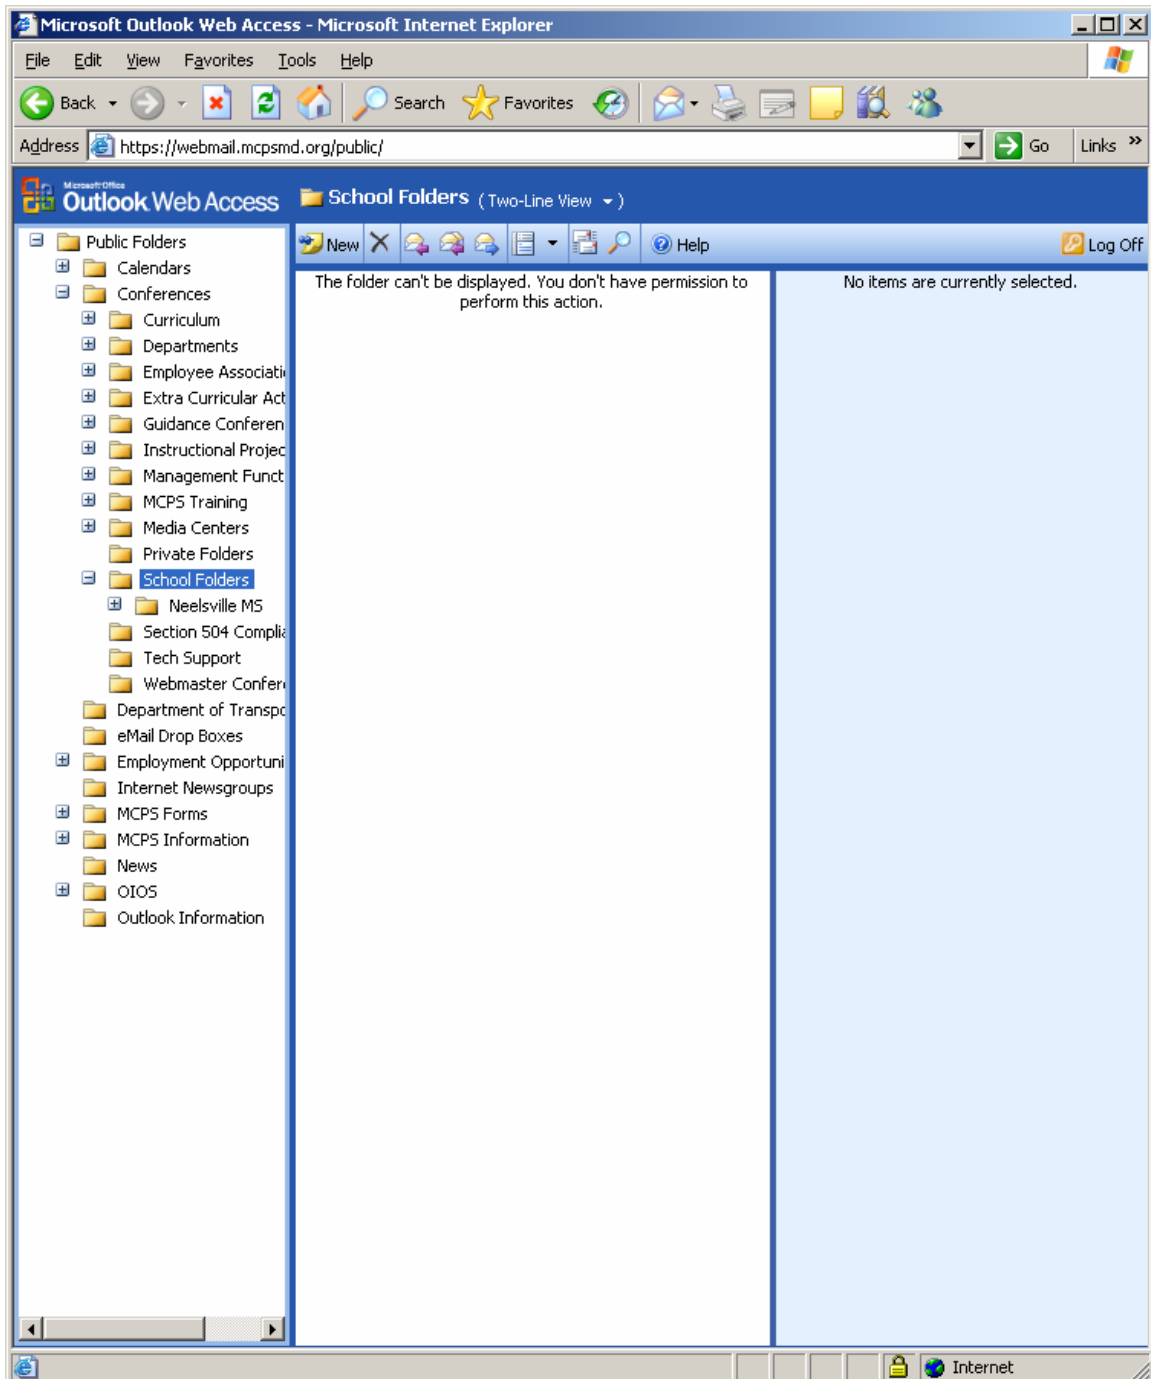 Microsoft Outlook Web Access - Microsoft Internet Explorer
File Edit View Favorites Tools Help
Back Search Favorites
Address https://webmail.mcpsmd.org/public/ Go Links »
Microsoft Office
Outlook Web Access
School Folders (Two-Line View)
New Help Log Off
Public Folders
Calendars
Conferences
Curriculum
Departments
Employee Associati
Extra Curricular Act
Guidance Conferen
Instructional Projec
Management Funct
MCPS Training
Media Centers
Private Folders
School Folders
Neelsville MS
Section 504 Complia
Tech Support
Webmaster Confer
Department of Transpo
eMail Drop Boxes
Employment Opportuni
Internet Newsgroups
MCPS Forms
MCPS Information
News
OIOS
Outlook Information
The folder can't be displayed. You don't have permission to
perform this action.
No items are currently selected.
Internet